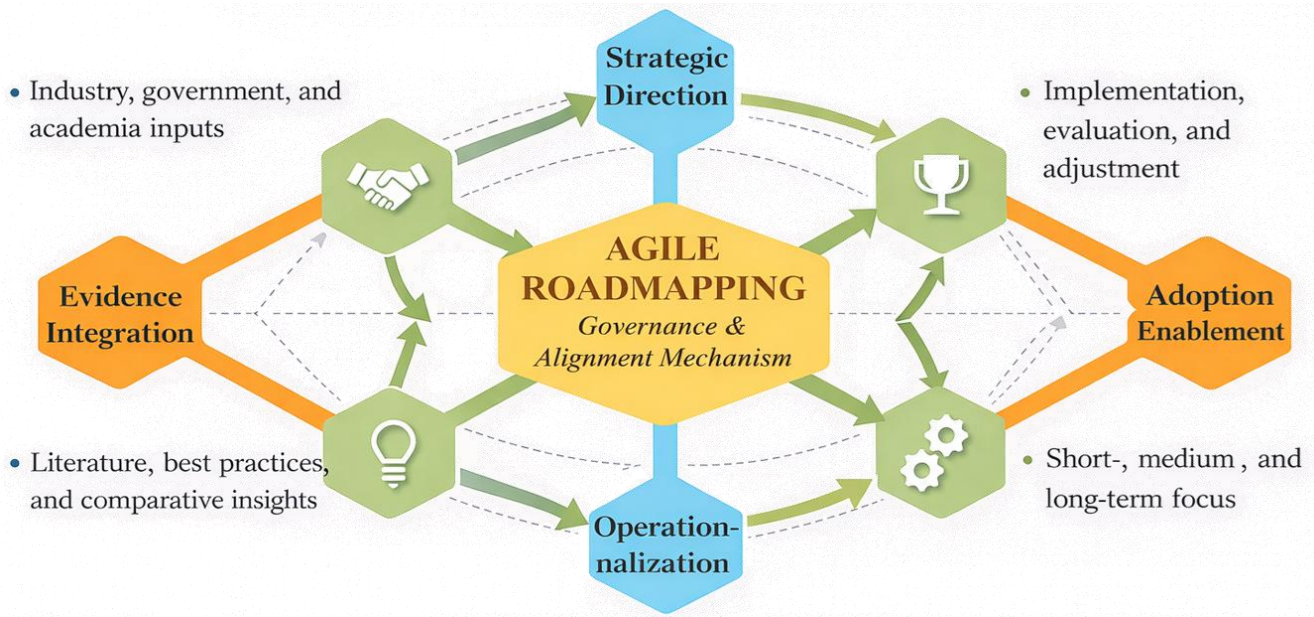 Strategic
Direction
• Industry, government, and
academia inputs
• Implementation,
evaluation, and
adjustment
Evidence
Integration
AGILE
ROADMAPPING
Governance &
Alignment Mechanism
Adoption
Enablement
• Literature, best practices,
and comparative insights
• Short-, medium , and
long-term focus
Operation-
nalization